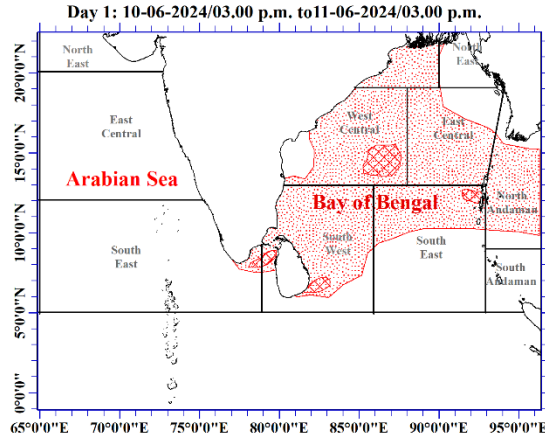 Day 1: 10-06-2024/03.00 p.m. to11-06-2024/03.00 p.m.
North
East
North
East
20°0'0"N
East
Central
West
Central
East
Central
15°0'0"N
Arabian Sea
Bay of Bengal
North
Andaman
10°0'0"N
South
East
South
West
South
East
South
Andaman
5°0'0"N
0°0'0"
65°0'0"E 70°0'0"E 75°0'0"E 80°0'0"E 85°0'0"E 90°0'0"E 95°0'0"E